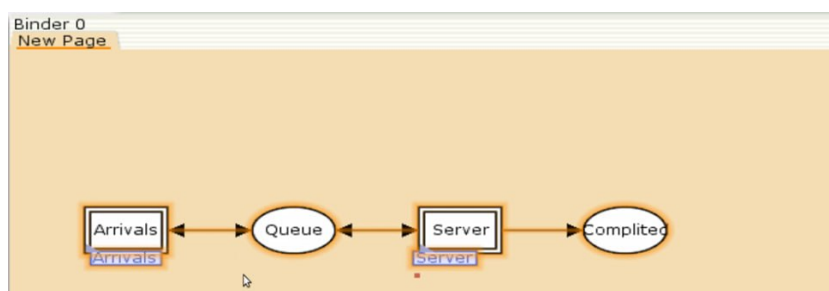 Binder 0
New Page
Arrivals
Queue
Server
Complited
Arrivals
Server